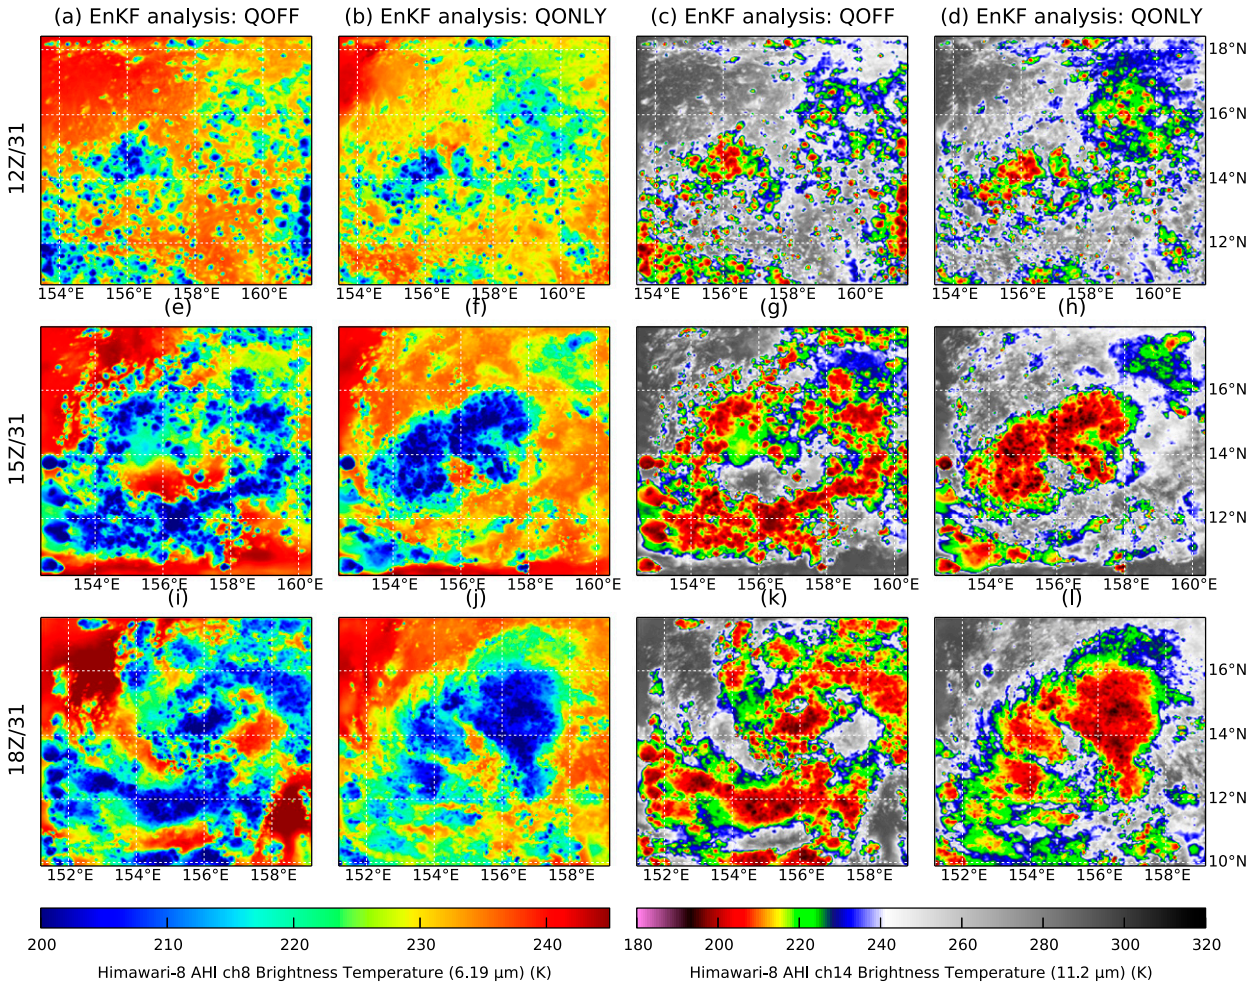 (a) EnKF analysis: QOFF
(b) EnKF analysis: QONLY
(c) EnKF analysis: QOFF
(d) EnKF analysis: QONLY
12Z/31
18°N
16°N
14°N
12°N
154°E 156°E 158°E 160°E
154°E 156°E 158°E 160°E
154°E 156°E 158°E 160°E
154°E 156°E 158°E 160°E
(e)
(f)
(g)
(h)
15Z/31
16°N
14°N
12°N
154°E 156°E 158°E 160°E
154°E 156°E 158°E 160°E
154°E 156°E 158°E 160°E
154°E 156°E 158°E 160°E
(i)
(j)
(k)
(l)
18Z/31
16°N
14°N
12°N
10°N
152°E 154°E 156°E 158°E
152°E 154°E 156°E 158°E
152°E 154°E 156°E 158°E
152°E 154°E 156°E 158°E
200 210 220 230 240
Himawari-8 AHI ch8 Brightness Temperature (6.19 μm) (K)
180 200 220 240 260 280 300 320
Himawari-8 AHI ch14 Brightness Temperature (11.2 μm) (K)